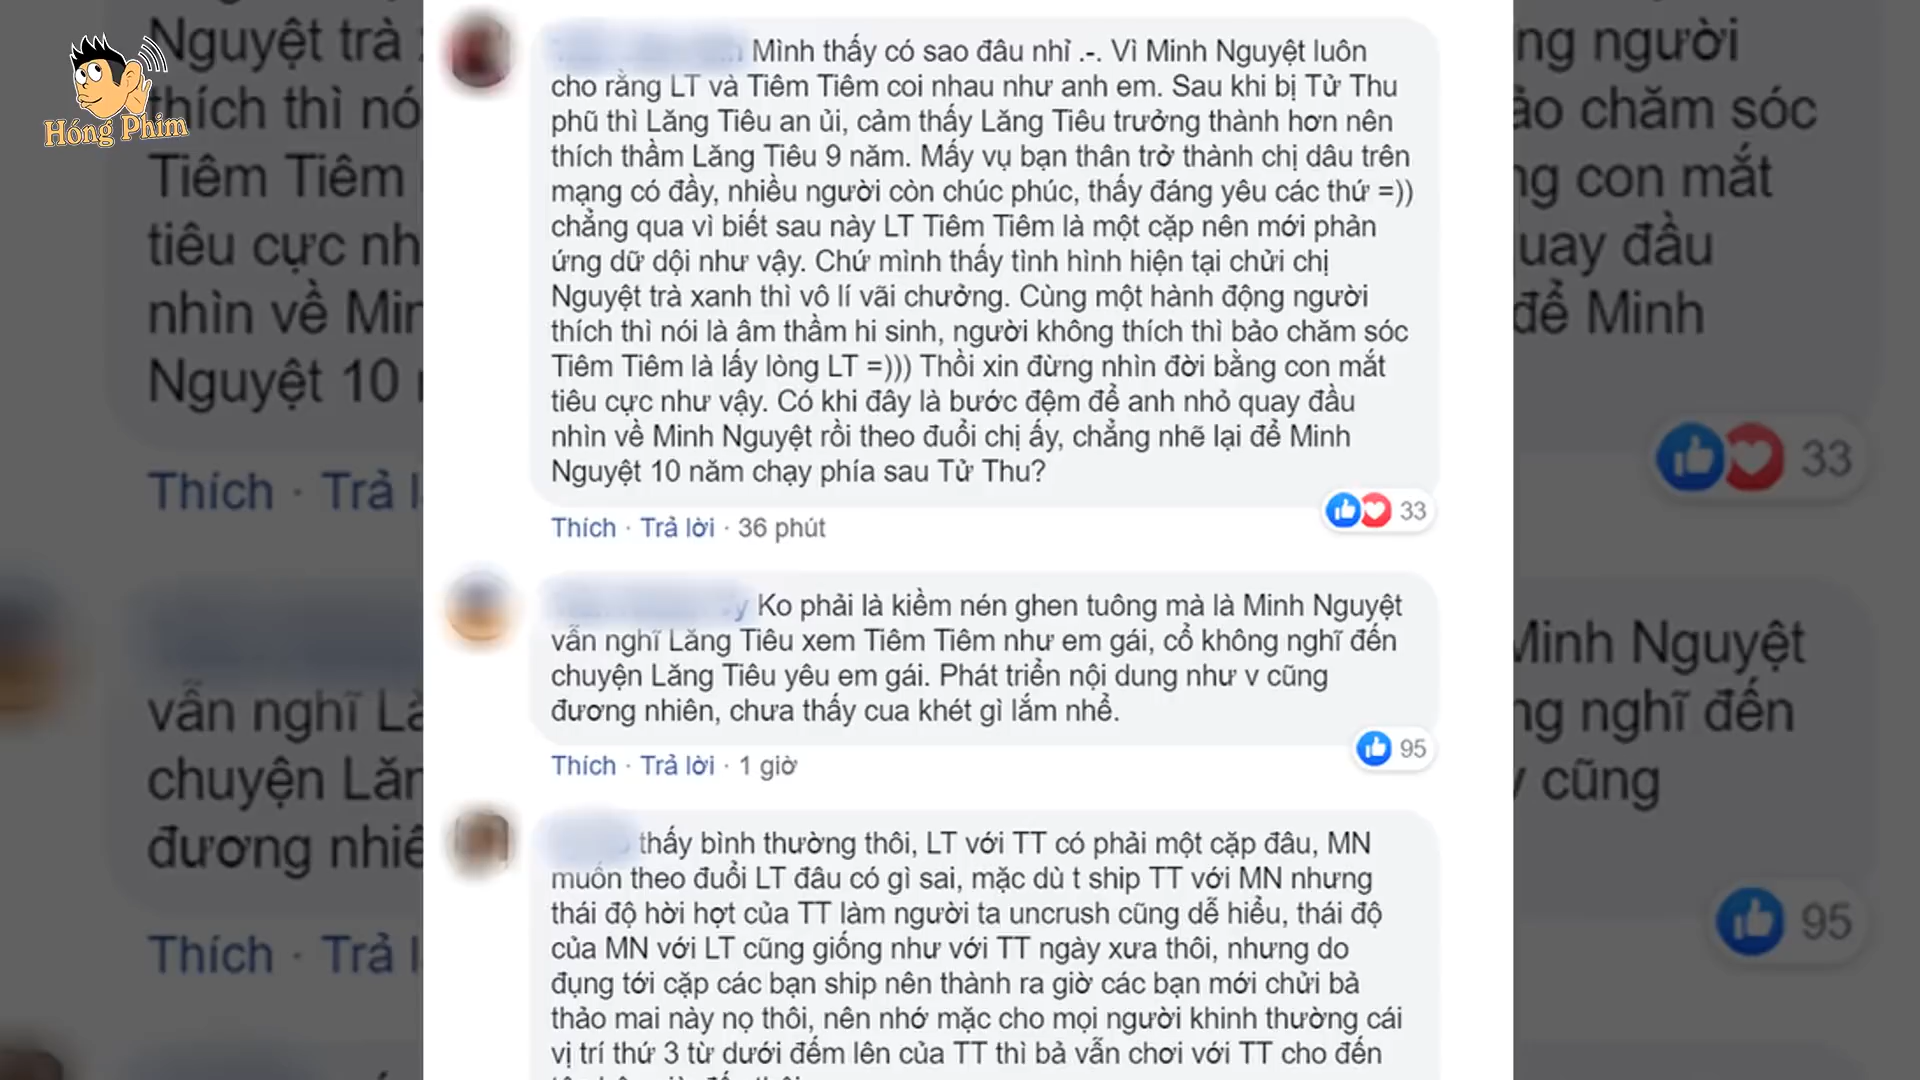 Hóng Phim
Mình thấy có sao đâu nhỉ .-. Vì Minh Nguyệt luôn
cho rằng LT và Tiêm Tiêm coi nhau như anh em. Sau khi bị Tử Thu
phũ thì Lăng Tiêu an ủi, cảm thấy Lăng Tiêu trưởng thành hơn nên
thích thầm Lăng Tiêu 9 năm. Mấy vụ bạn thân trở thành chị dâu trên
mạng có đầy, nhiều người còn chúc phúc, thấy đáng yêu các thứ =))
chẳng qua vì biết sau này LT Tiêm Tiêm là một cặp nên mới phản
ứng dữ dội như vậy. Chứ mình thấy tình hình hiện tại chửi chị
Nguyệt trà xanh thì vô lí vãi chưởng. Cùng một hành động người
thích thì nói là âm thầm hi sinh, người không thích thì bảo chăm sóc
Tiêm Tiêm là lấy lòng LT =))) Thồi xin đừng nhìn đời bằng con mắt
tiêu cực như vậy. Có khi đây là bước đệm để anh nhỏ quay đầu
nhìn về Minh Nguyệt rồi theo đuổi chị ấy, chẳng nhẽ lại để Minh
Nguyệt 10 năm chạy phía sau Tử Thu?
33
Thích · Trả lời · 36 phút
Ko phải là kiềm nén ghen tuông mà là Minh Nguyệt
vẫn nghĩ Lăng Tiêu xem Tiêm Tiêm như em gái, cổ không nghĩ đến
chuyện Lăng Tiêu yêu em gái. Phát triển nội dung như v cũng
đương nhiên, chưa thấy cua khét gì lắm nhể.
95
Thích · Trả lời · 1 giờ
thấy bình thường thôi, LT với TT có phải một cặp đâu, MN
muốn theo đuổi LT đâu có gì sai, mặc dù t ship TT với MN nhưng
thái độ hời hợt của TT làm người ta uncrush cũng dễ hiểu, thái độ
của MN với LT cũng giống như với TT ngày xưa thôi, nhưng do
đụng tới cặp các bạn ship nên thành ra giờ các bạn mới chửi bả
thảo mai này nọ thôi, nên nhớ mặc cho mọi người khinh thường cái
vị trí thứ 3 từ dưới đếm lên của TT thì bả vẫn chơi với TT cho đến